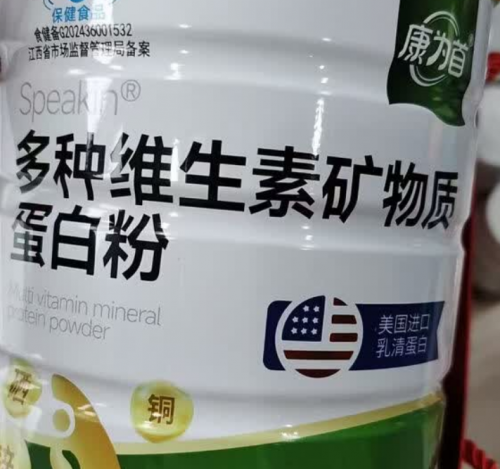 保健食品
食健备G202436001532
江西省市场监督管理局备案
康为首
Speakin®
多种维生素矿物质
蛋白粉
Multi vitamin mineral
protein powder
美国进口
乳清蛋白
铜